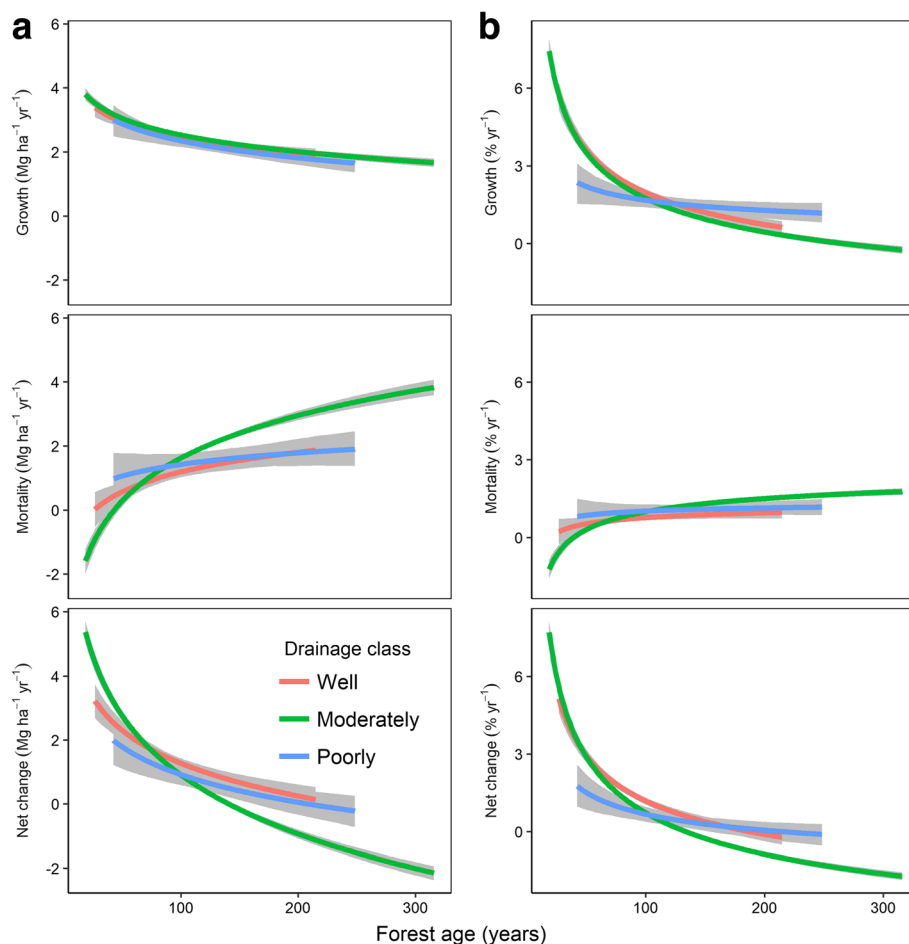 a
b
Growth (Mg ha⁻¹ yr⁻¹)
6
4
2
0
-2
Growth (% yr⁻¹)
6
3
0
Mortality (Mg ha⁻¹ yr⁻¹)
6
4
2
0
-2
Mortality (% yr⁻¹)
6
3
0
Net change (Mg ha⁻¹ yr⁻¹)
6
4
2
0
-2
Drainage class
Well
Moderately
Poorly
Net change (% yr⁻¹)
6
3
0
100 200 300
100 200 300
Forest age (years)